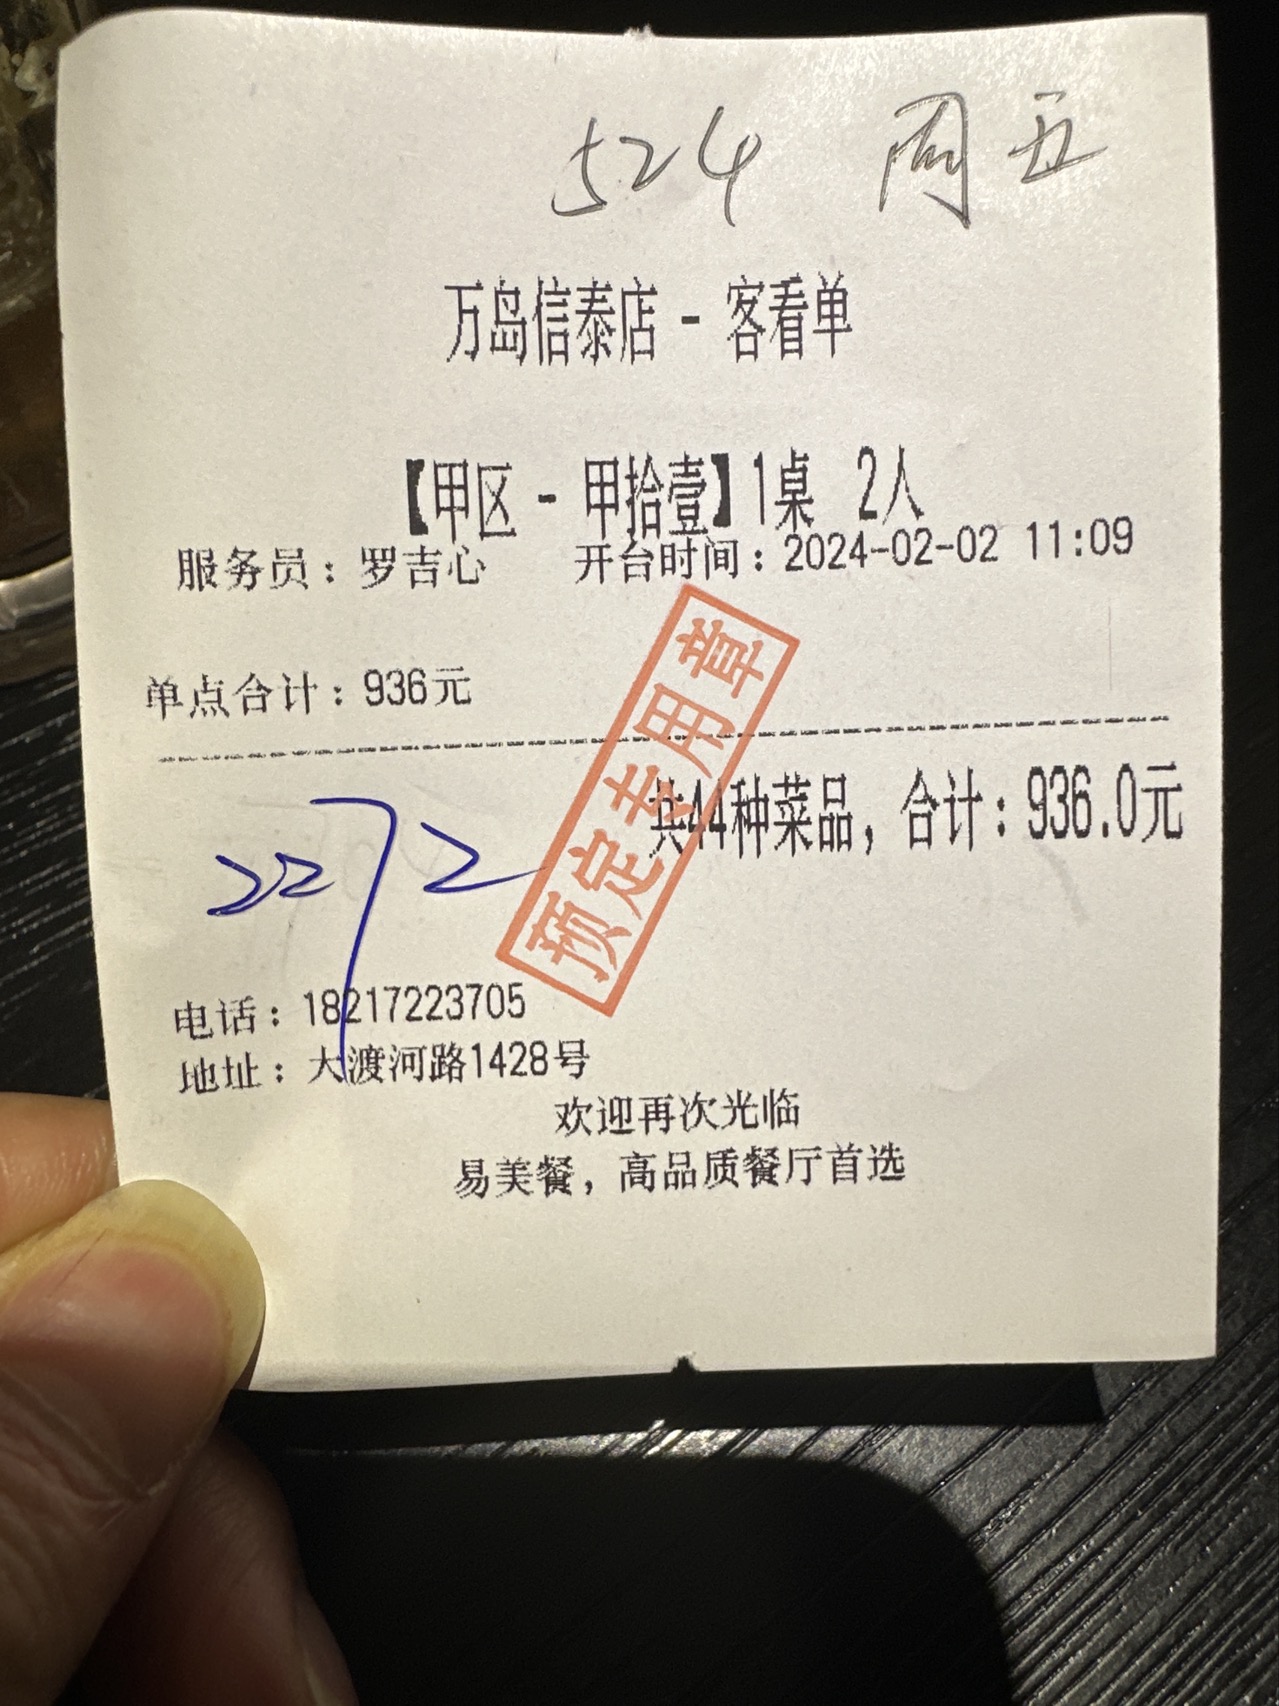 524 周五
万岛信泰店 - 客看单
【甲区 - 甲拾壹】1桌 2人
服务员：罗吉心 开台时间：2024-02-02 11:09
单点合计：936元
共44种菜品，合计：936.0元
预定专用章
电话：18217223705
地址：大渡河路1428号
欢迎再次光临
易美餐，高品质餐厅首选